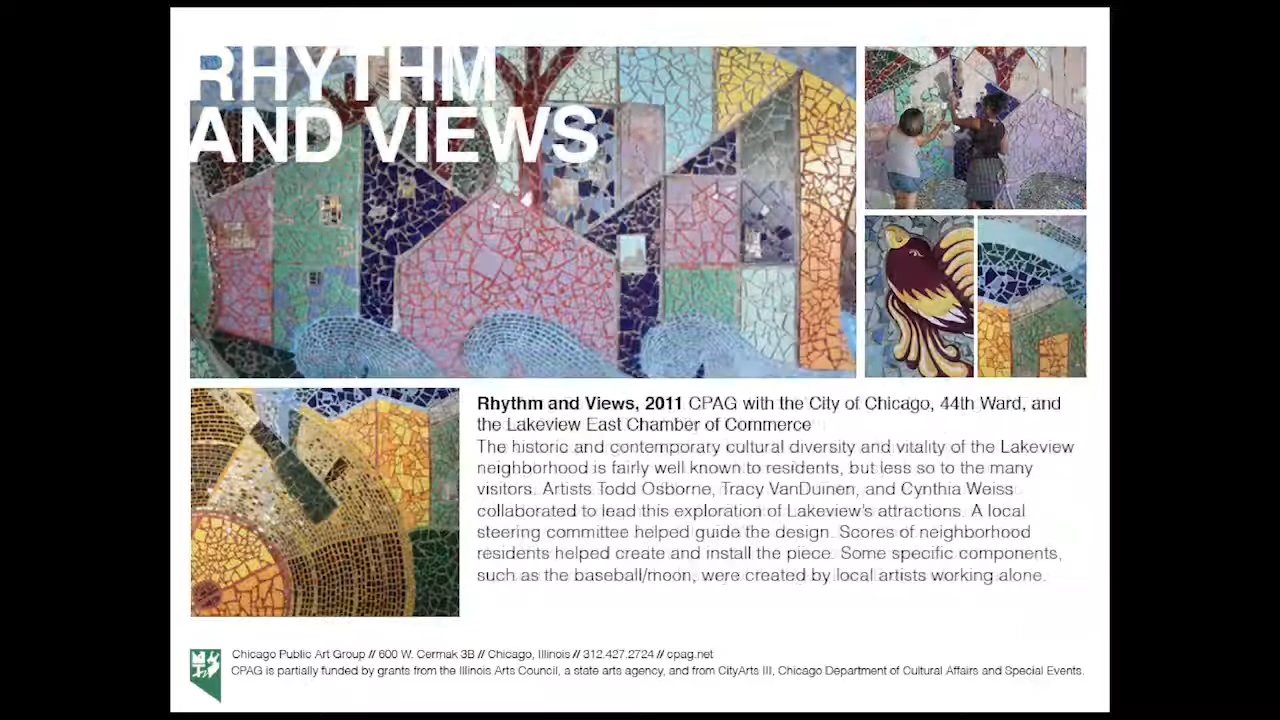 RHYTHM
AND VIEWS
Rhythm and Views, 2011 CPAG with the City of Chicago, 44th Ward, and
the Lakeview East Chamber of Commerce
The historic and contemporary cultural diversity and vitality of the Lakeview
neighborhood is fairly well known to residents, but less so to the many
visitors. Artists Todd Osborne, Tracy VanDuinen, and Cynthia Weiss
collaborated to lead this exploration of Lakeview's attractions. A local
steering committee helped guide the design. Scores of neighborhood
residents helped create and install the piece. Some specific components,
such as the baseball/moon, were created by local artists working alone.
Chicago Public Art Group // 600 W. Cermak 3B // Chicago, Illinois // 312.427.2724 // cpag.net
CPAG is partially funded by grants from the Illinois Arts Council, a state arts agency, and from CityArts III, Chicago Department of Cultural Affairs and Special Events.